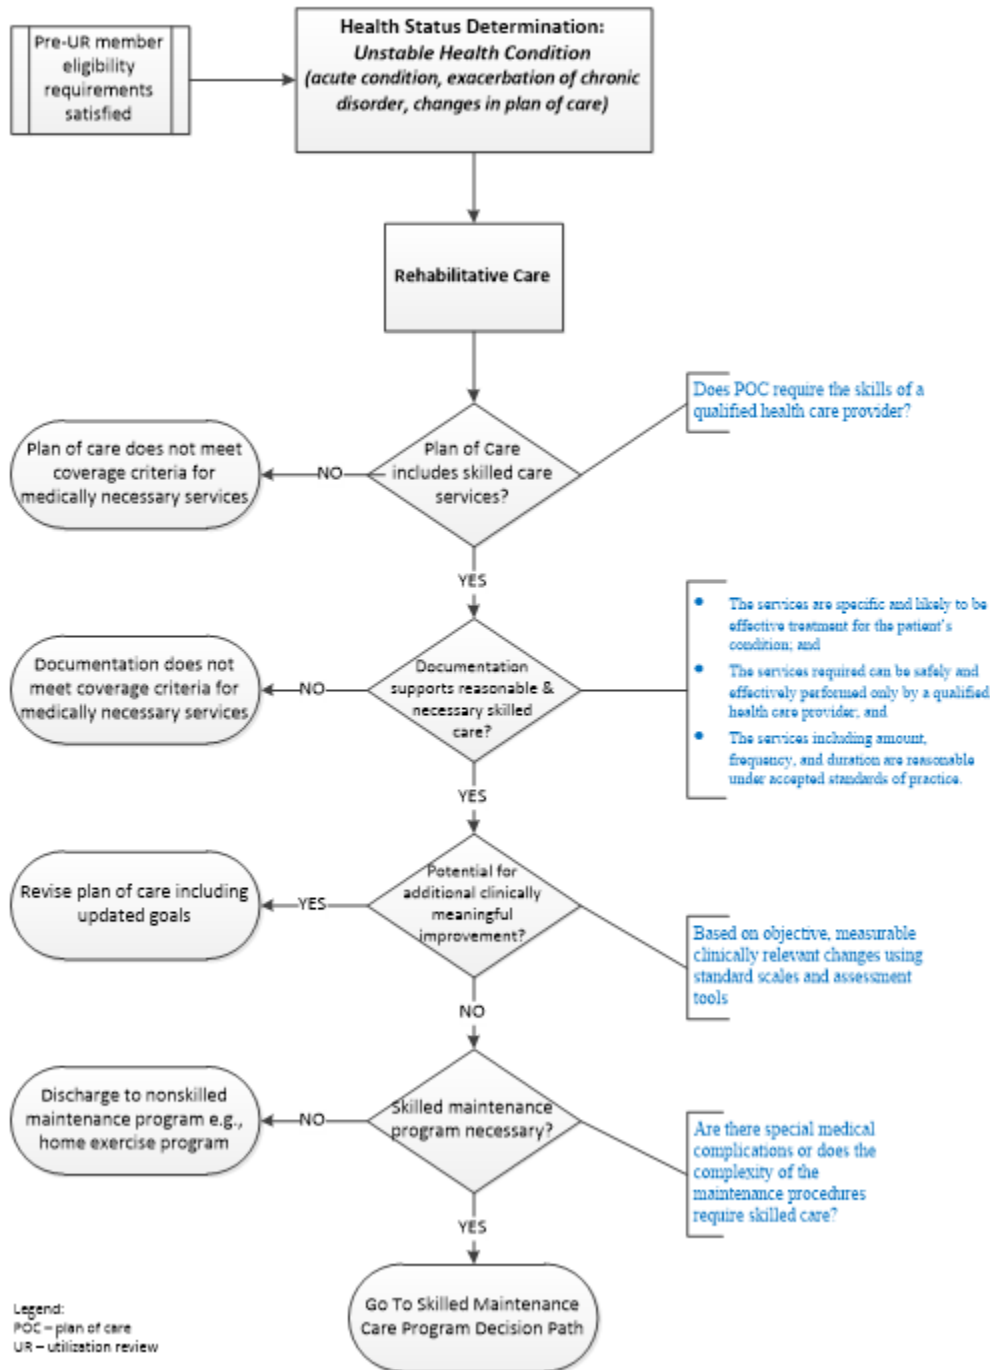 Pre-UR member
eligibility
requirements
satisfied
Health Status Determination:
Unstable Health Condition
(acute condition, exacerbation of chronic
disorder, changes in plan of care)
Rehabilitative Care
Does POC require the skills of a
qualified health care provider?
Plan of Care
includes skilled care
services?
NO
Plan of care does not meet
coverage criteria for
medically necessary services
YES
Documentation
supports reasonable &
necessary skilled
care?
NO
Documentation does not
meet coverage criteria for
medically necessary services
• The services are specific and likely to be
effective treatment for the patient's
condition; and
• The services required can be safely and
effectively performed only by a qualified
health care provider; and
• The services including amount,
frequency, and duration are reasonable
under accepted standards of practice.
YES
Potential for
additional clinically
meaningful
improvement?
YES
Revise plan of care including
updated goals
Based on objective, measurable
clinically relevant changes using
standard scales and assessment
tools
NO
Skilled maintenance
program necessary?
NO
Discharge to nonskilled
maintenance program e.g.,
home exercise program
Are there special medical
complications or does the
complexity of the
maintenance procedures
require skilled care?
YES
Go To Skilled Maintenance
Care Program Decision Path
Legend:
POC – plan of care
UR – utilization review